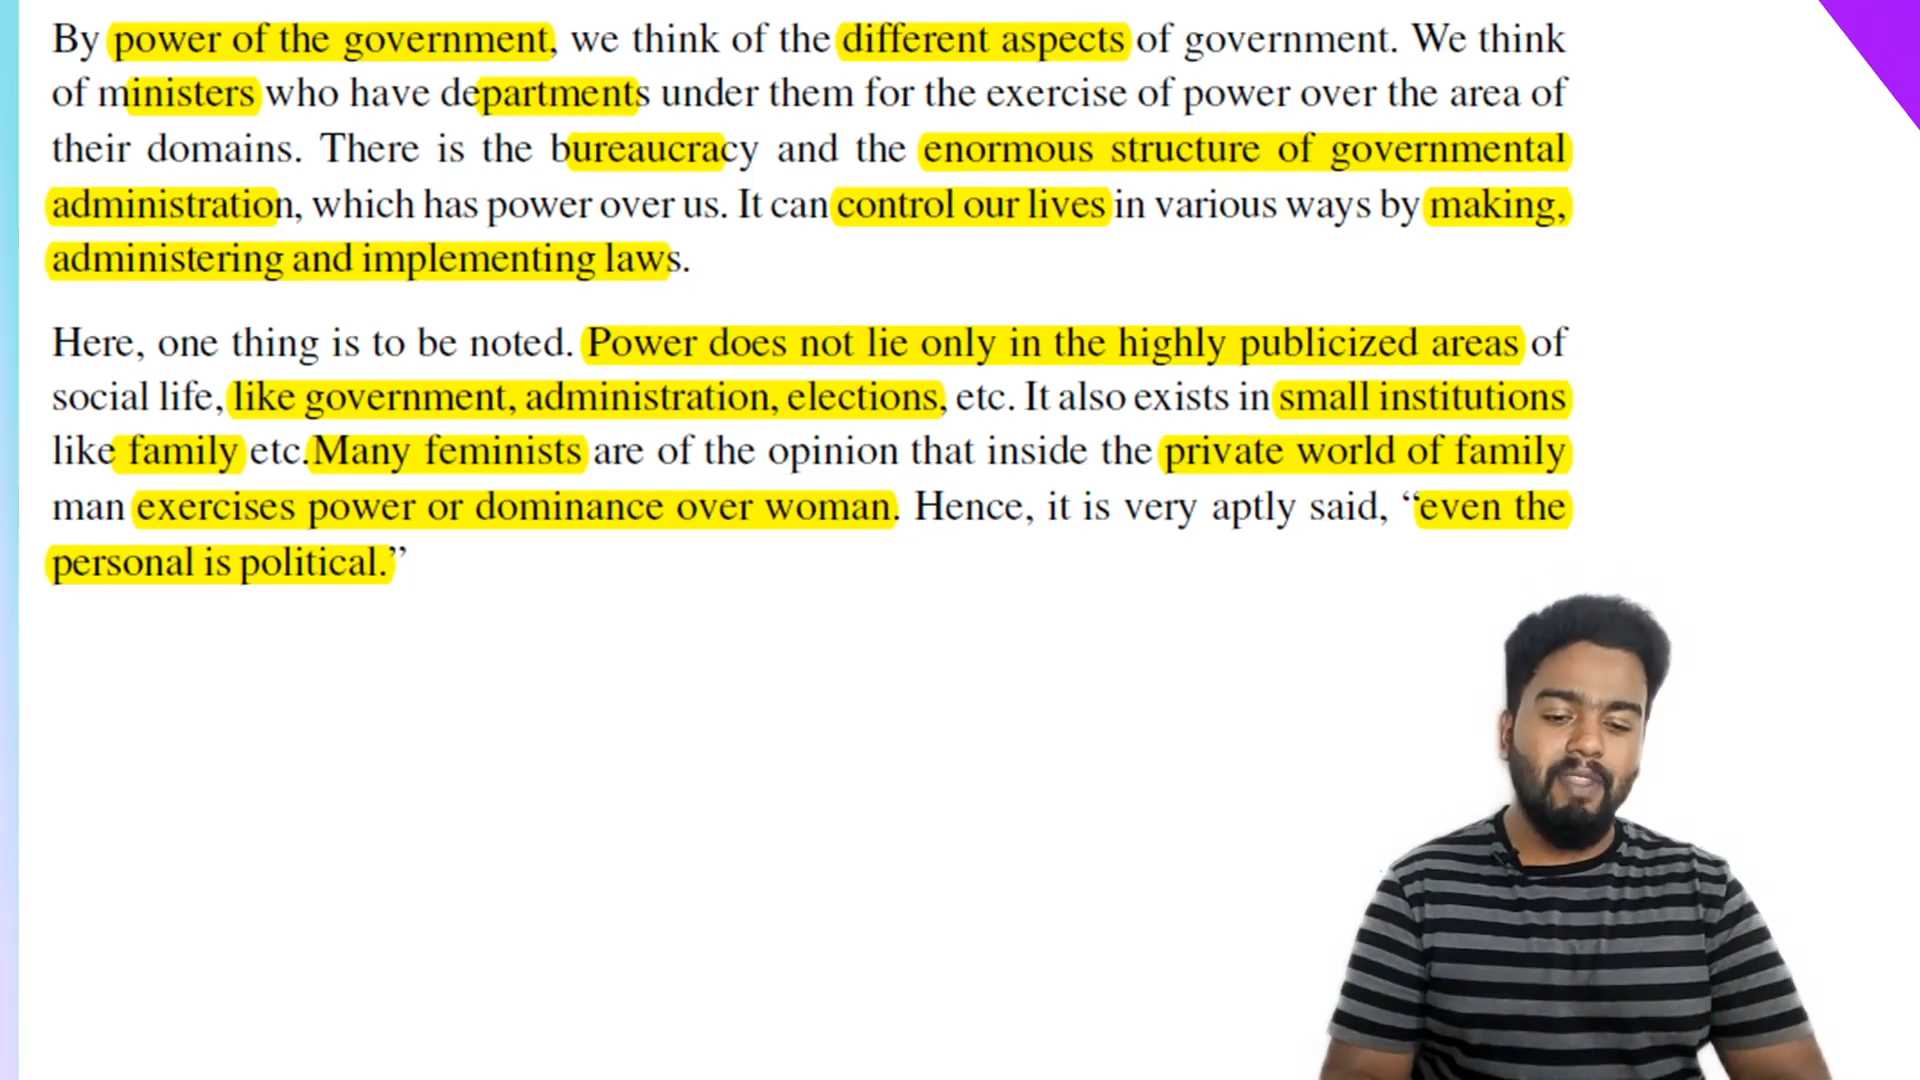 By power of the government, we think of the different aspects of government. We think
of ministers who have departments under them for the exercise of power over the area of
their domains. There is the bureaucracy and the enormous structure of governmental
administration, which has power over us. It can control our lives in various ways by making,
administering and implementing laws.
Here, one thing is to be noted. Power does not lie only in the highly publicized areas of
social life, like government, administration, elections, etc. It also exists in small institutions
like family etc.Many feminists are of the opinion that inside the private world of family
man exercises power or dominance over woman. Hence, it is very aptly said, “even the
personal is political.”